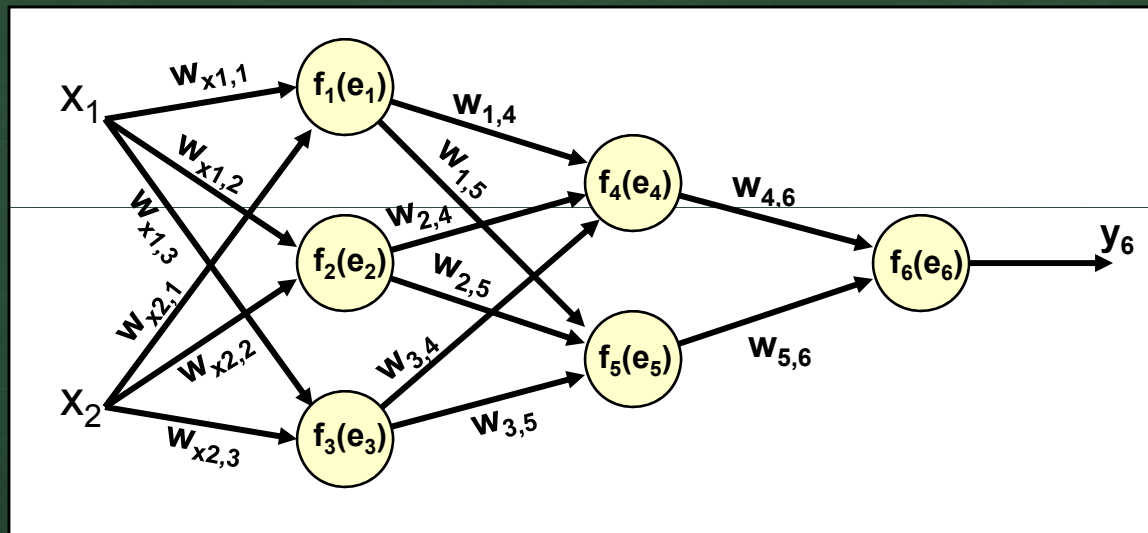 x₁
wₓ₁,₁
f₁(e₁)
w₁,₄
wₓ₁,₂
w₁,₅
f₄(e₄)
w₄,₆
wₓ₁,₃
w₂,₄
f₂(e₂)
w₂,₅
y₆
f₆(e₆)
wₓ₂,₁
wₓ₂,₂
w₃,₄
f₅(e₅)
w₅,₆
x₂
wₓ₂,₃
f₃(e₃)
w₃,₅